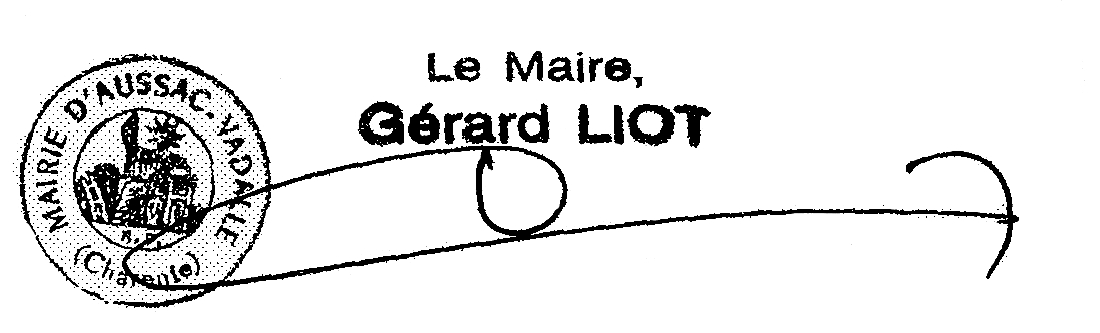 Le Maire,
Gérard LIOT
MAIRIE D'AUSSAC-VADALLE
(Charente)